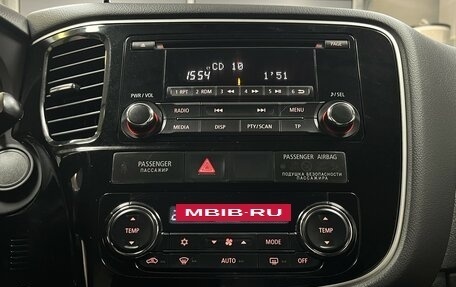 PAGE
CT CD 10
1554 1'51
1 RPT 2 RDM 3 ◄◄ 4 ►► 5 6
PWR / VOL ♪/SEL
RADIO MENU
MEDIA DISP PTY/SCAN TP
PASSENGER
ПАССАЖИР
PASSENGER AIRBAG
ПОДУШКА БЕЗОПАСНОСТИ
ПАССАЖИРА
MBIB-RU
TEMP TEMP
MODE
AUTO OFF